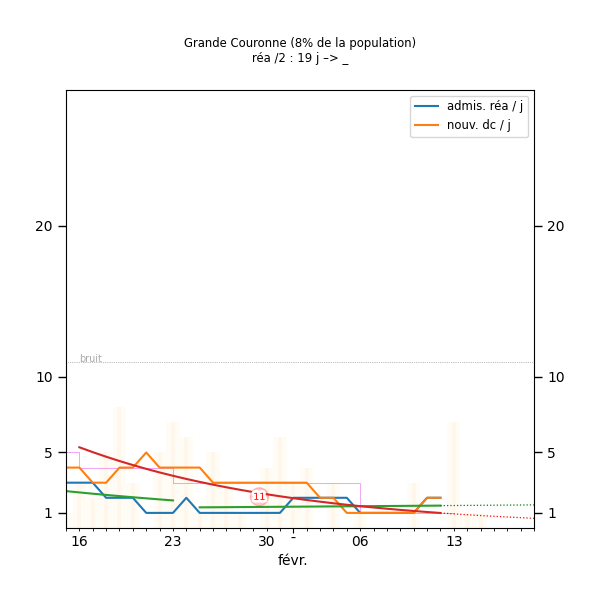 Grande Couronne (8% de la population)
réa /2 : 19 j –> _
admis. réa / j
nouv. dc / j
20 20
bruit
10 10
5 5
11
1 1
16 23 30 - 06 13
févr.